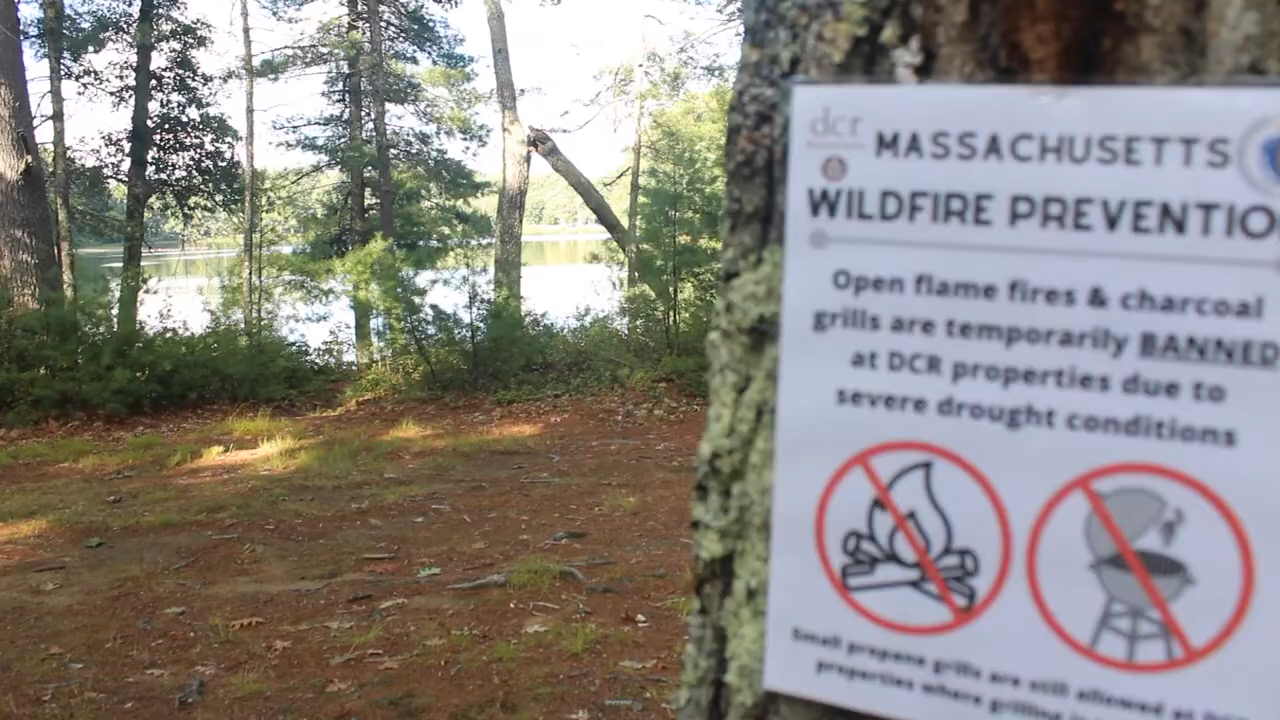 dcr
MASSACHUSETTS
WILDFIRE PREVENTIO
Open flame fires & charcoal
grills are temporarily BANNED
at DCR properties due to
severe drought conditions
Small propane grills are still allowed at
properties where grilling